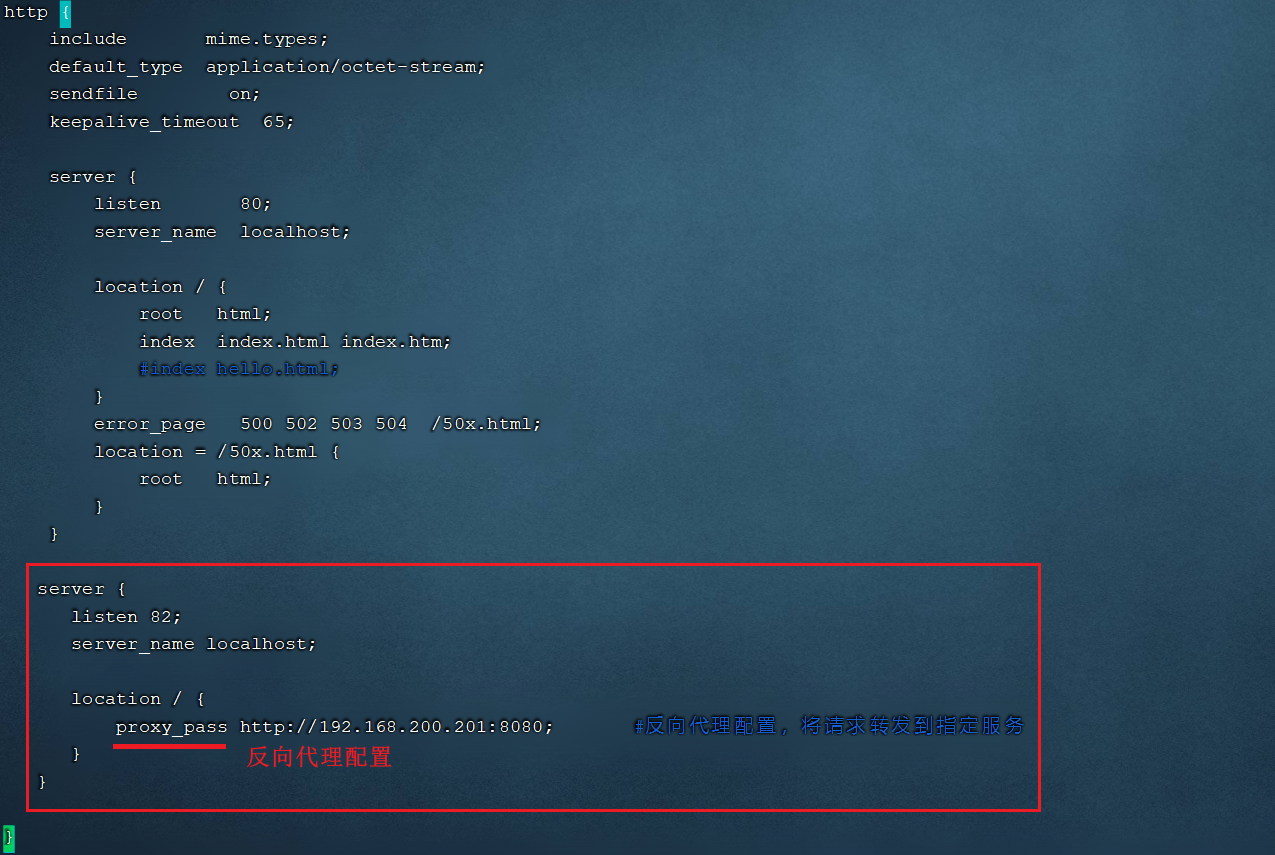 http {
include mime.types;
default_type application/octet-stream;
sendfile on;
keepalive_timeout 65;
server {
listen 80;
server_name localhost;
location / {
root html;
index index.html index.htm;
#index hello.html;
}
error_page 500 502 503 504 /50x.html;
location = /50x.html {
root html;
}
}
server {
listen 82;
server_name localhost;
location / {
proxy_pass http://192.168.200.201:8080; #反向代理配置，将请求转发到指定服务
} 反向代理配置
}
}